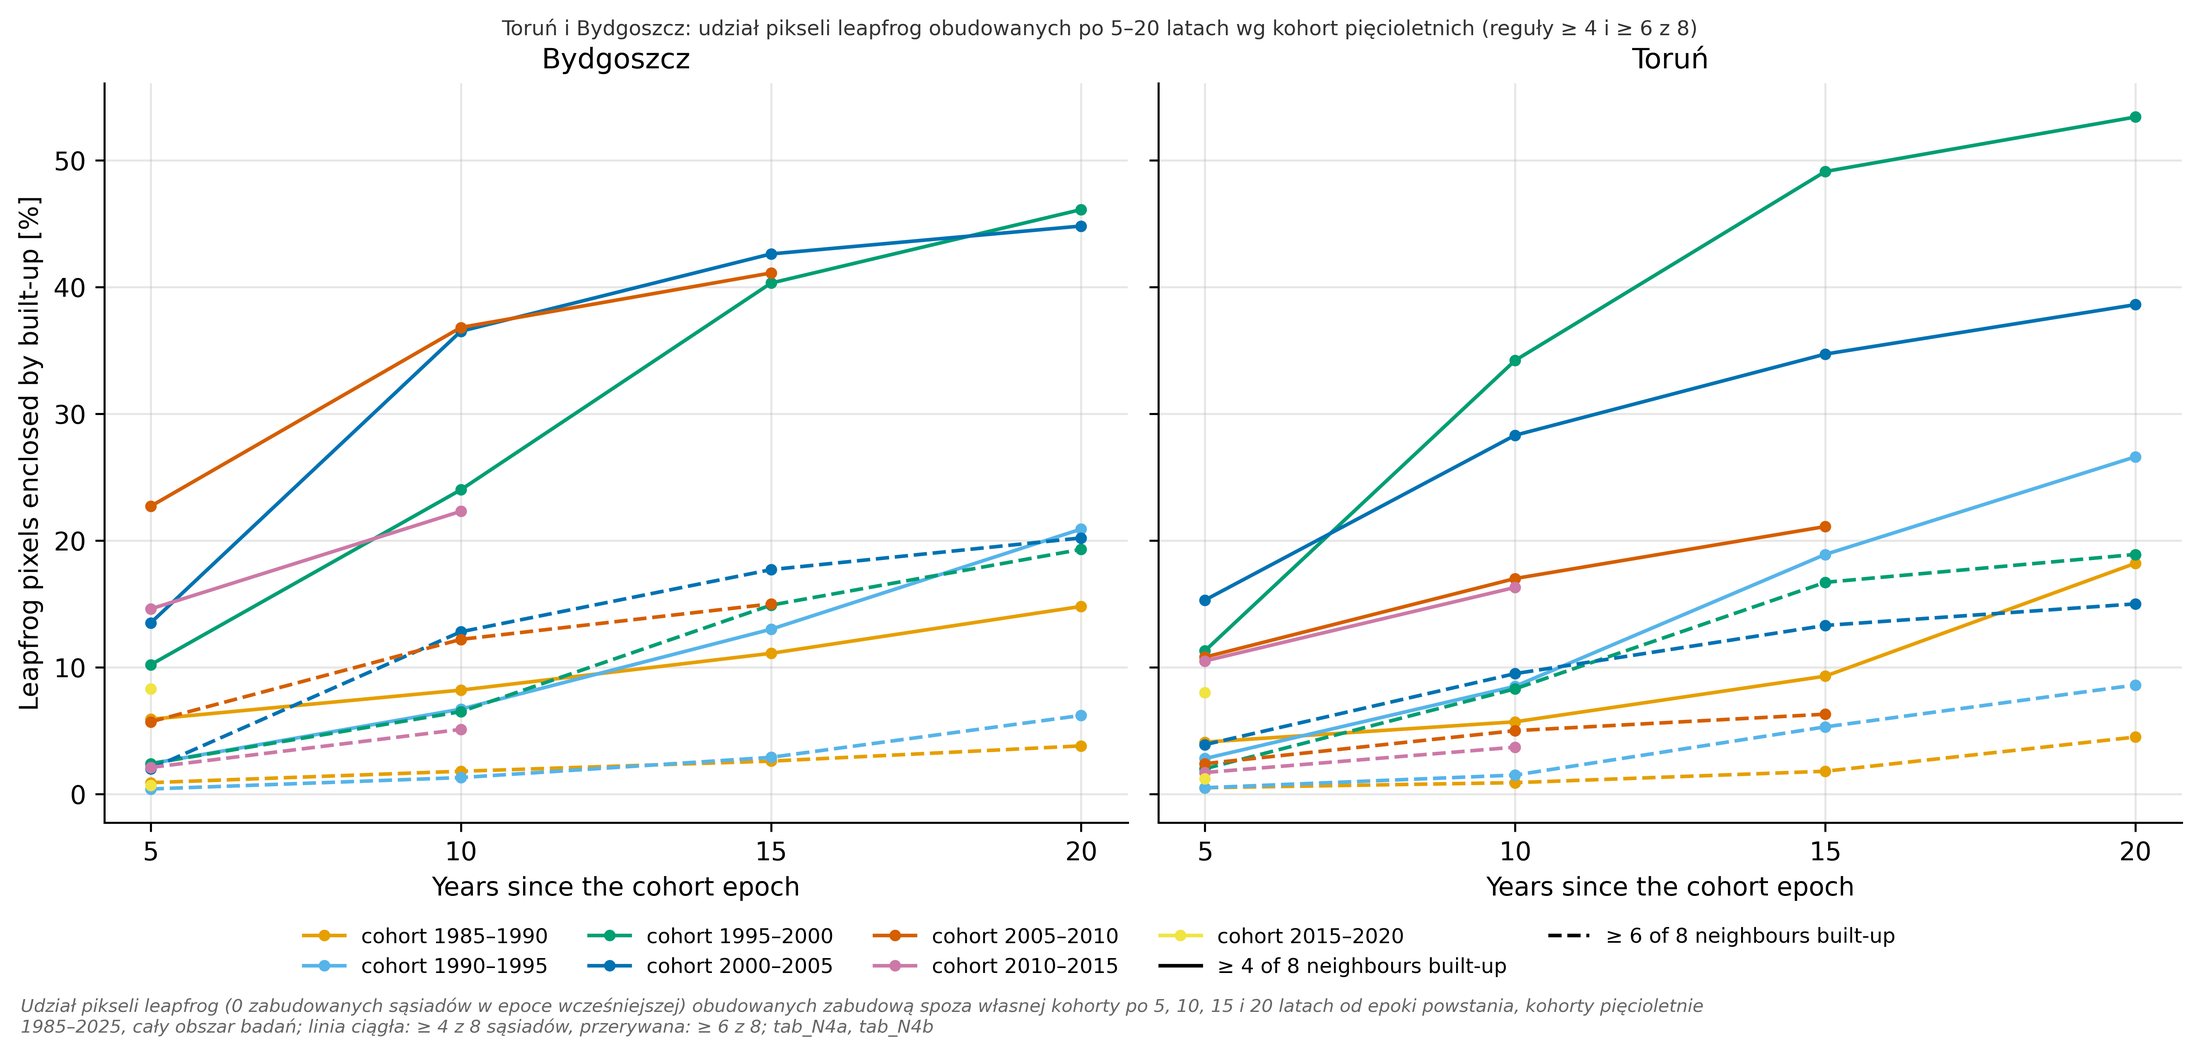 Toruń i Bydgoszcz: udział pikseli leapfrog obudowanych po 5–20 latach wg kohort pięcioletnich (reguły ≥ 4 i ≥ 6 z 8)
Bydgoszcz
Toruń
Leapfrog pixels enclosed by built-up [%]
50
40
30
20
10
0
5
10
15
20
5
10
15
20
Years since the cohort epoch
Years since the cohort epoch
cohort 1985–1990
cohort 1990–1995
cohort 1995–2000
cohort 2000–2005
cohort 2005–2010
cohort 2010–2015
cohort 2015–2020
≥ 4 of 8 neighbours built-up
≥ 6 of 8 neighbours built-up
Udział pikseli leapfrog (0 zabudowanych sąsiadów w epoce wcześniejszej) obudowanych zabudową spoza własnej kohorty po 5, 10, 15 i 20 latach od epoki powstania, kohorty pięcioletnie
1985–2025, cały obszar badań; linia ciągła: ≥ 4 z 8 sąsiadów, przerywana: ≥ 6 z 8; tab_N4a, tab_N4b